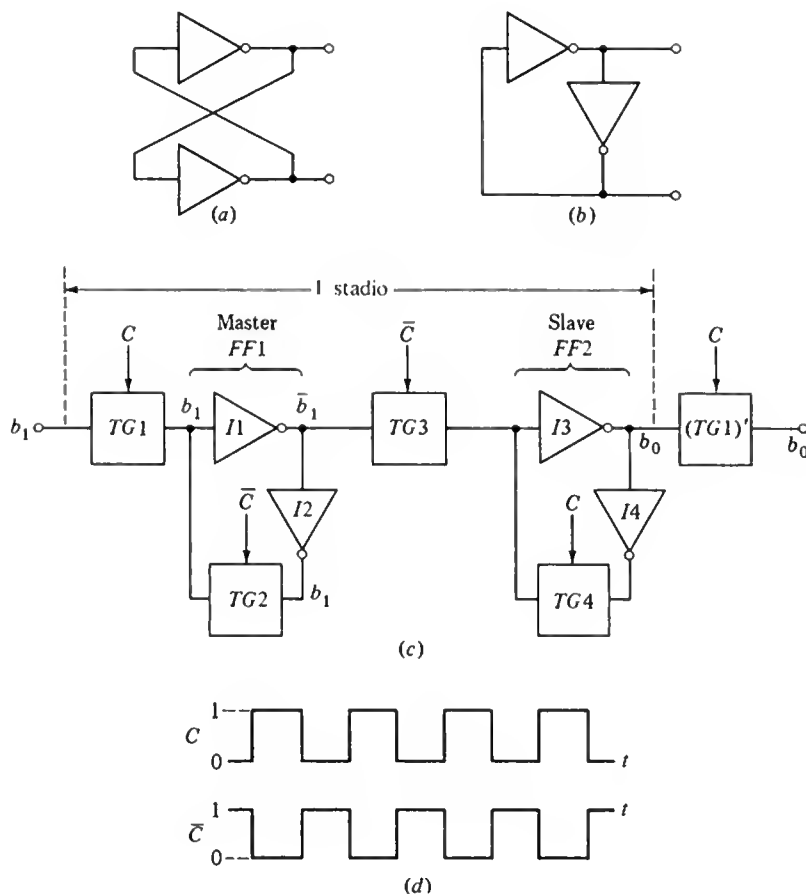 (a)
(b)
1 stadio
Master
FF1
Slave
FF2
C
C̅
C
b₁
TG1
b₁
I1
b̅₁
TG3
I3
b₀
(TG1)′
b₀
C̅
I2
C
I4
TG2
b₁
TG4
(c)
1
C
0
t
1
t
C̅
0
(d)